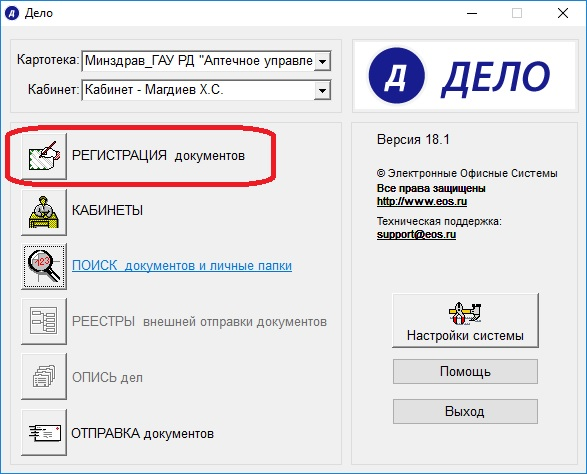 Дело
Картотека: Минздрав_ГАУ РД "Аптечное управле
Кабинет: Кабинет - Магдиев Х.С.
Д ДЕЛО
РЕГИСТРАЦИЯ документов
КАБИНЕТЫ
ПОИСК документов и личные папки
РЕЕСТРЫ внешней отправки документов
ОПИСЬ дел
ОТПРАВКА документов
Версия 18.1
© Электронные Офисные Системы
Все права защищены
http://www.eos.ru
Техническая поддержка:
support@eos.ru
Настройки системы
Помощь
Выход